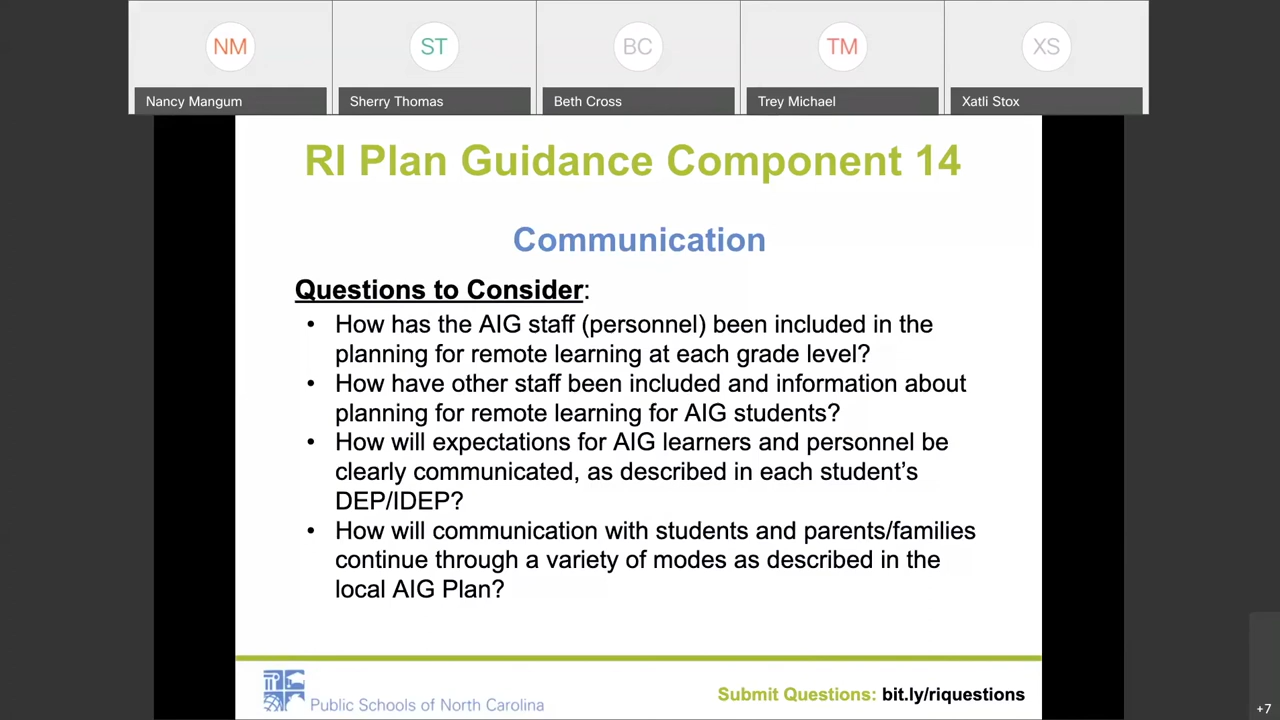 NM
ST
BC
TM
XS
Nancy Mangum
Sherry Thomas
Beth Cross
Trey Michael
Xatli Stox
RI Plan Guidance Component 14
Communication
Questions to Consider:
• How has the AIG staff (personnel) been included in the
planning for remote learning at each grade level?
• How have other staff been included and information about
planning for remote learning for AIG students?
• How will expectations for AIG learners and personnel be
clearly communicated, as described in each student’s
DEP/IDEP?
• How will communication with students and parents/families
continue through a variety of modes as described in the
local AIG Plan?
Public Schools of North Carolina
Submit Questions: bit.ly/riquestions
+7